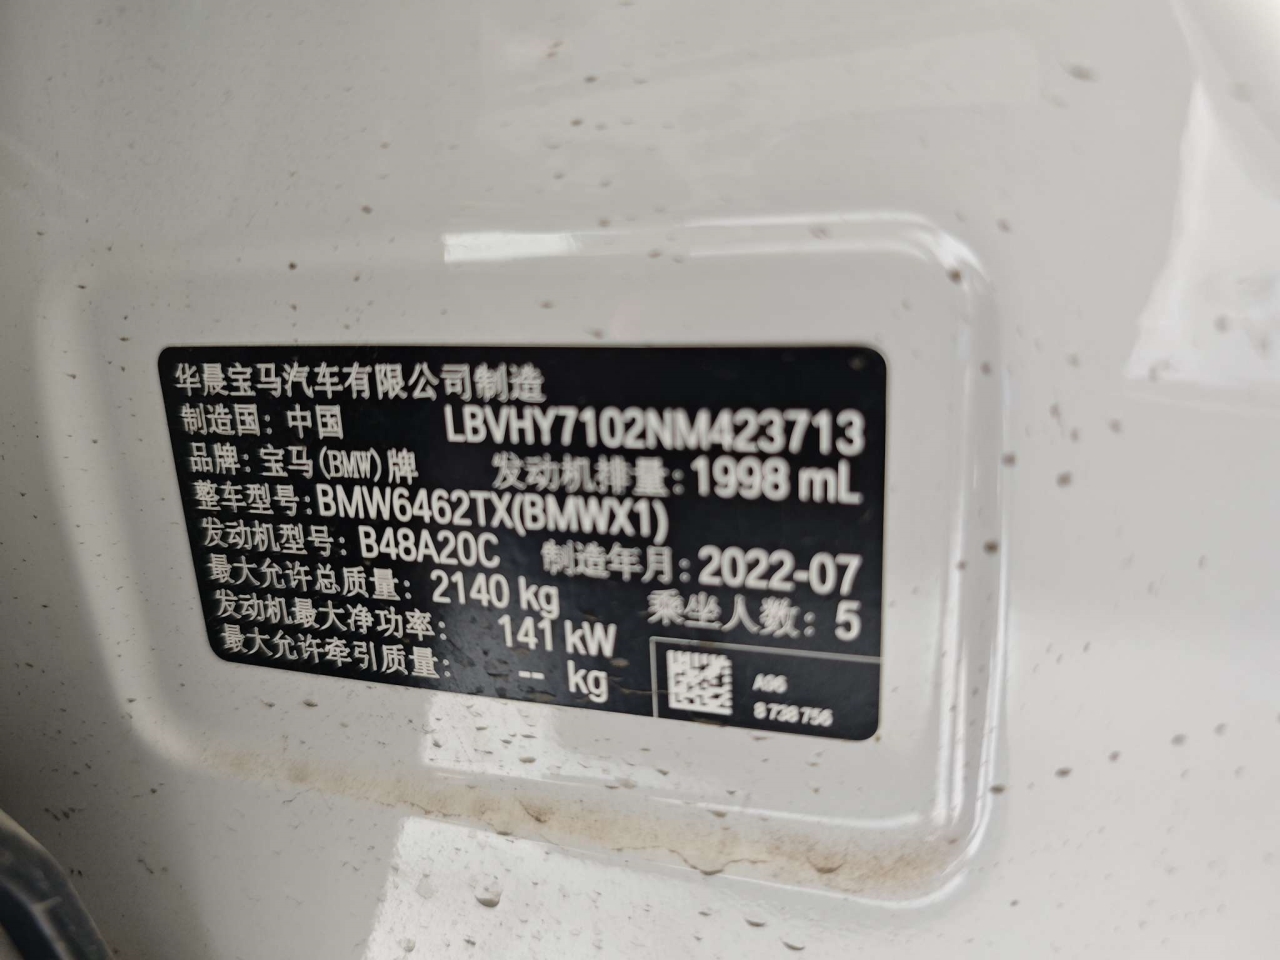 华晨宝马汽车有限公司制造
制造国：中国 LBVHY7102NM423713
品牌：宝马(BMW)牌 发动机排量：1998 mL
整车型号：BMW6462TX(BMWX1)
发动机型号：B48A20C 制造年月：2022-07
最大允许总质量：2140 kg 乘坐人数：5
发动机最大净功率：141 kW
最大允许牵引质量：-- kg
A96
8 738 756